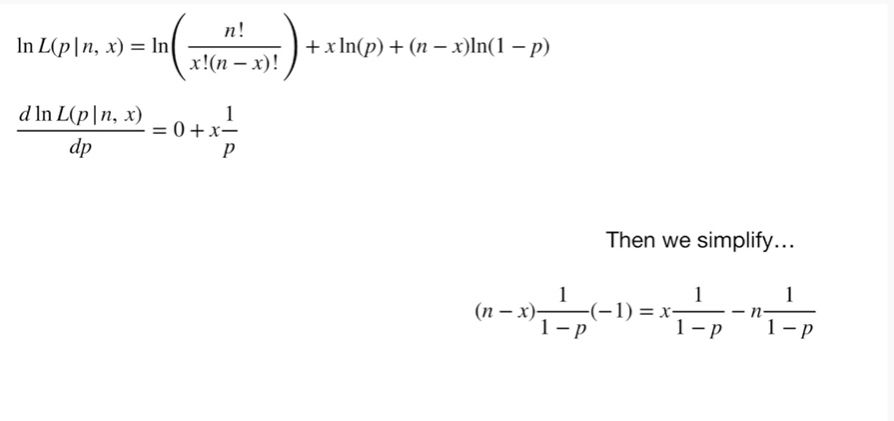 ln L(p|n, x) = ln( n! / x!(n − x)! ) + x ln(p) + (n − x)ln(1 − p)
d ln L(p|n, x) / dp = 0 + x 1/p
Then we simplify…
(n − x) 1/1 − p (−1) = x 1/1 − p − n 1/1 − p